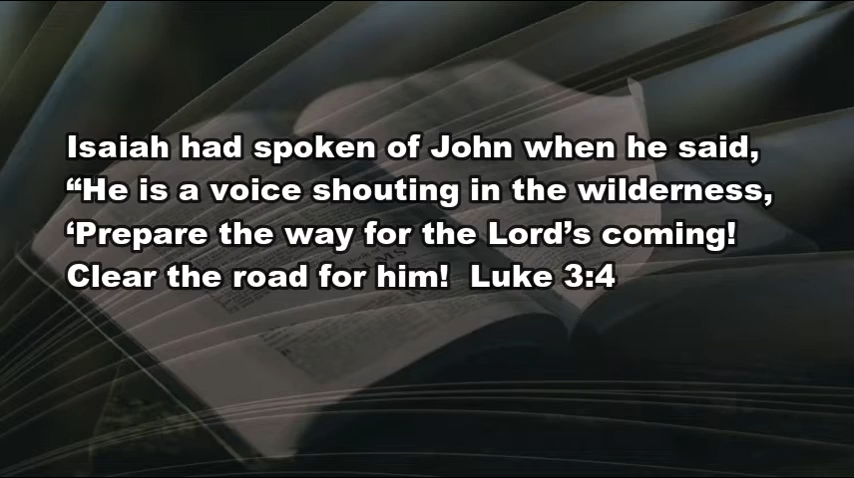 Isaiah had spoken of John when he said,
“He is a voice shouting in the wilderness,
‘Prepare the way for the Lord’s coming!
Clear the road for him!  Luke 3:4